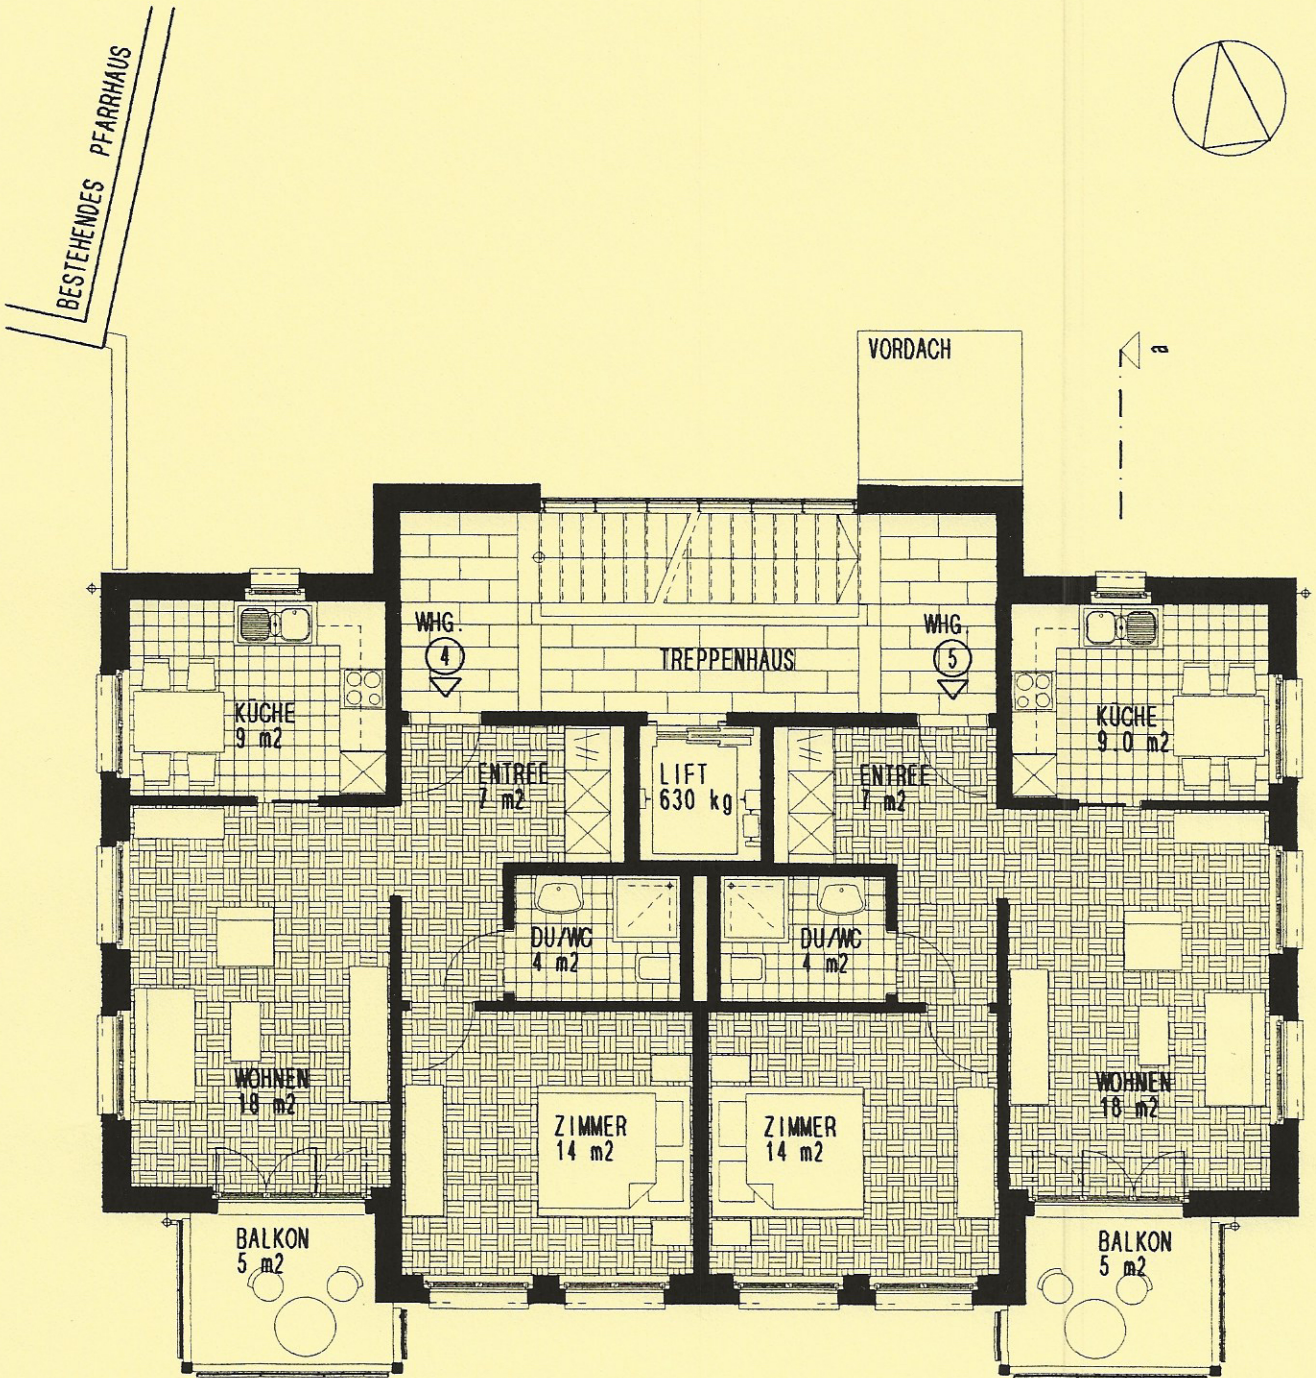 BESTEHENDES PFARRHAUS
VORDACH
a
WHG.
4
WHG.
5
TREPPENHAUS
KÜCHE
9 m2
KÜCHE
9.0 m2
ENTREE
7 m2
LIFT
630 kg
ENTREE
7 m2
DU/WC
4 m2
DU/WC
4 m2
WOHNEN
18 m2
WOHNEN
18 m2
ZIMMER
14 m2
ZIMMER
14 m2
BALKON
5 m2
BALKON
5 m2